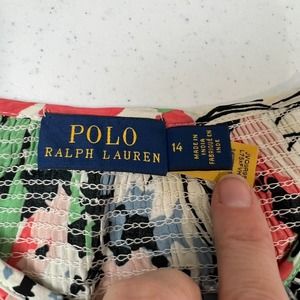 POLO
RALPH LAUREN
14
MADE IN
INDIA
FABRIQUÉ EN
INDE